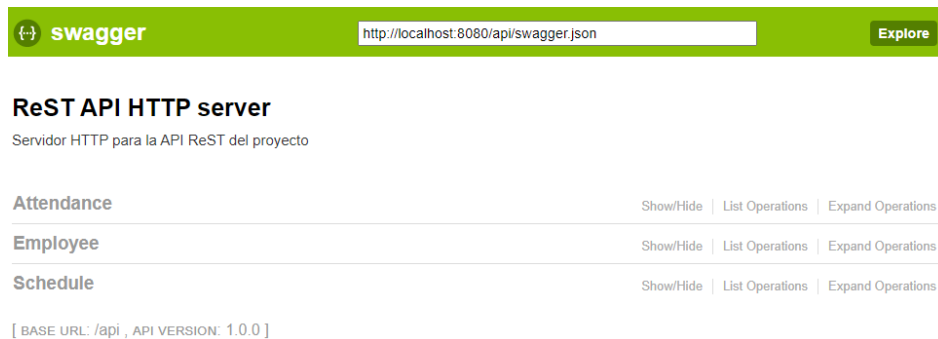 {··} swagger http://localhost:8080/api/swagger.json Explore
ReST API HTTP server
Servidor HTTP para la API ReST del proyecto
Attendance Show/Hide | List Operations | Expand Operations
Employee Show/Hide | List Operations | Expand Operations
Schedule Show/Hide | List Operations | Expand Operations
[ BASE URL: /api , API VERSION: 1.0.0 ]